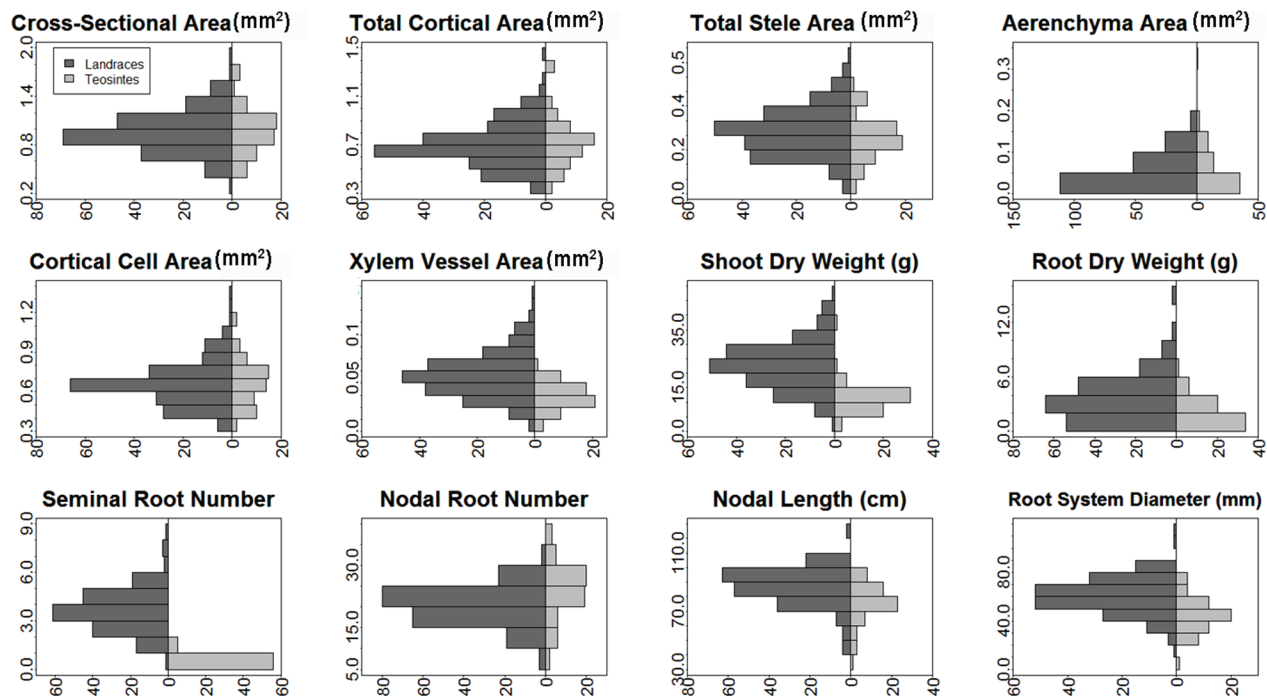 Cross-Sectional Area (mm²)
Total Cortical Area (mm²)
Total Stele Area (mm²)
Aerenchyma Area (mm²)
Landraces
Teosintes
0.2 0.8 1.4 2.0
80 60 40 20 0 20
0.3 0.7 1.1 1.5
60 40 20 0 20
0.0 0.2 0.4 0.5
60 40 20 0 20
0.0 0.1 0.2 0.3
150 100 50 0 50
Cortical Cell Area (mm²)
Xylem Vessel Area (mm²)
Shoot Dry Weight (g)
Root Dry Weight (g)
0.3 0.6 0.9 1.2
80 60 40 20 0 20
0.0 0.05 0.1
60 40 20 0 20
0.0 15.0 35.0
60 40 20 0 20 40
0.0 6.0 12.0
80 60 40 20 0 20 40
Seminal Root Number
Nodal Root Number
Nodal Length (cm)
Root System Diameter (mm)
0.0 3.0 6.0 9.0
60 40 20 0 20 40 60
5.0 15.0 30.0
80 60 40 20 0 20
30.0 70.0 110.0
80 60 40 20 0 20 40
0.0 40.0 80.0
60 40 20 0 20